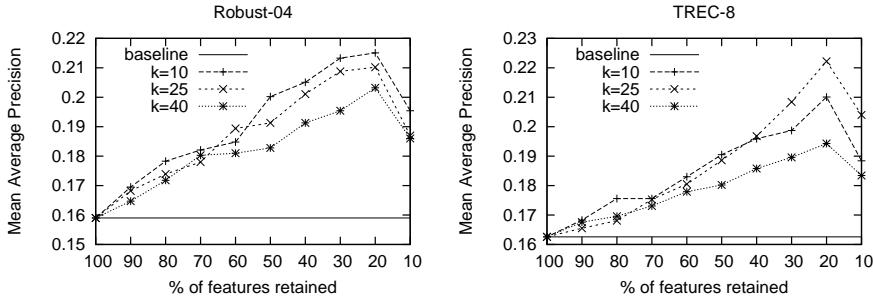 Robust-04
Mean Average Precision
0.22
0.21
0.2
0.19
0.18
0.17
0.16
0.15
baseline
k=10
k=25
k=40
100 90 80 70 60 50 40 30 20 10
% of features retained
TREC-8
Mean Average Precision
0.23
0.22
0.21
0.2
0.19
0.18
0.17
0.16
baseline
k=10
k=25
k=40
100 90 80 70 60 50 40 30 20 10
% of features retained